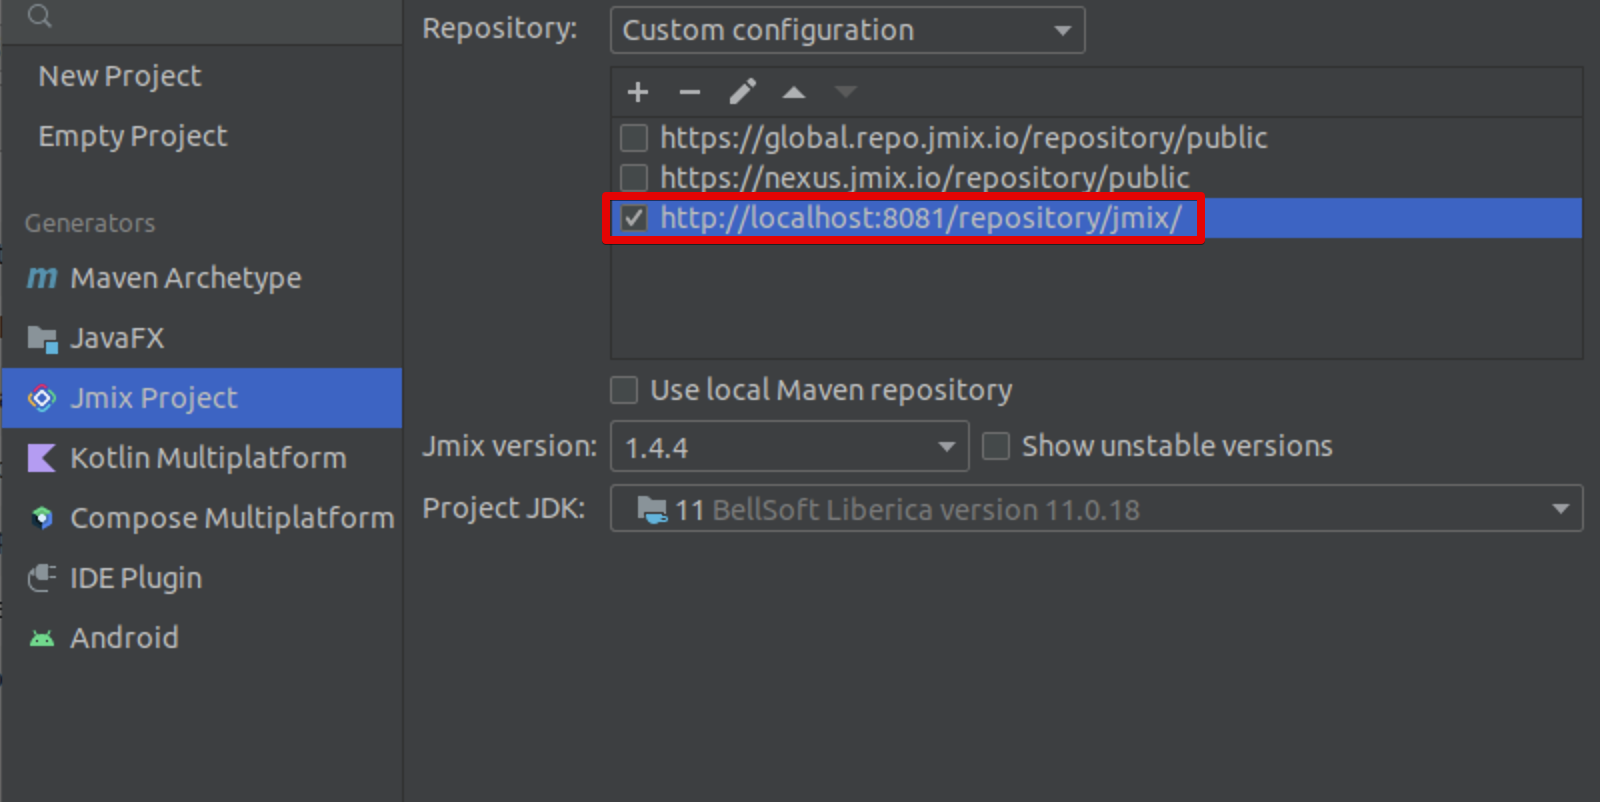 New Project
Empty Project
Generators
Maven Archetype
JavaFX
Jmix Project
Kotlin Multiplatform
Compose Multiplatform
IDE Plugin
Android
Repository: Custom configuration
https://global.repo.jmix.io/repository/public
https://nexus.jmix.io/repository/public
http://localhost:8081/repository/jmix/
Use local Maven repository
Jmix version: 1.4.4 Show unstable versions
Project JDK: 11 BellSoft Liberica version 11.0.18